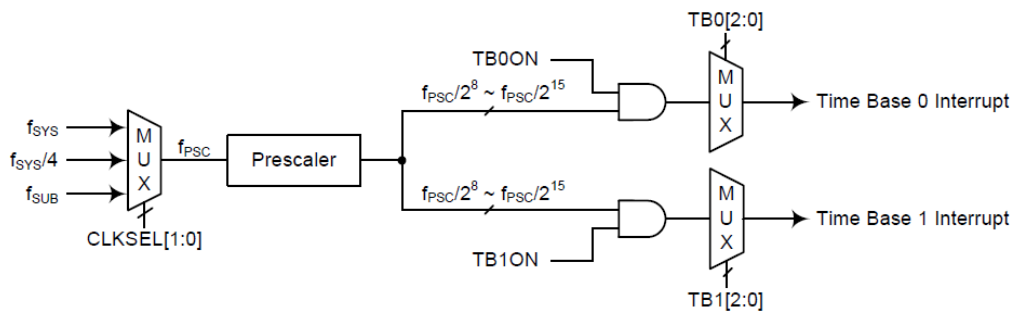 TB0[2:0]
TB0ON
M
U
X
Time Base 0 Interrupt
fPSC/2^8 ~ fPSC/2^15
fSYS
fSYS/4
fSUB
M
U
X
fPSC
Prescaler
CLKSEL[1:0]
fPSC/2^8 ~ fPSC/2^15
M
U
X
Time Base 1 Interrupt
TB1ON
TB1[2:0]